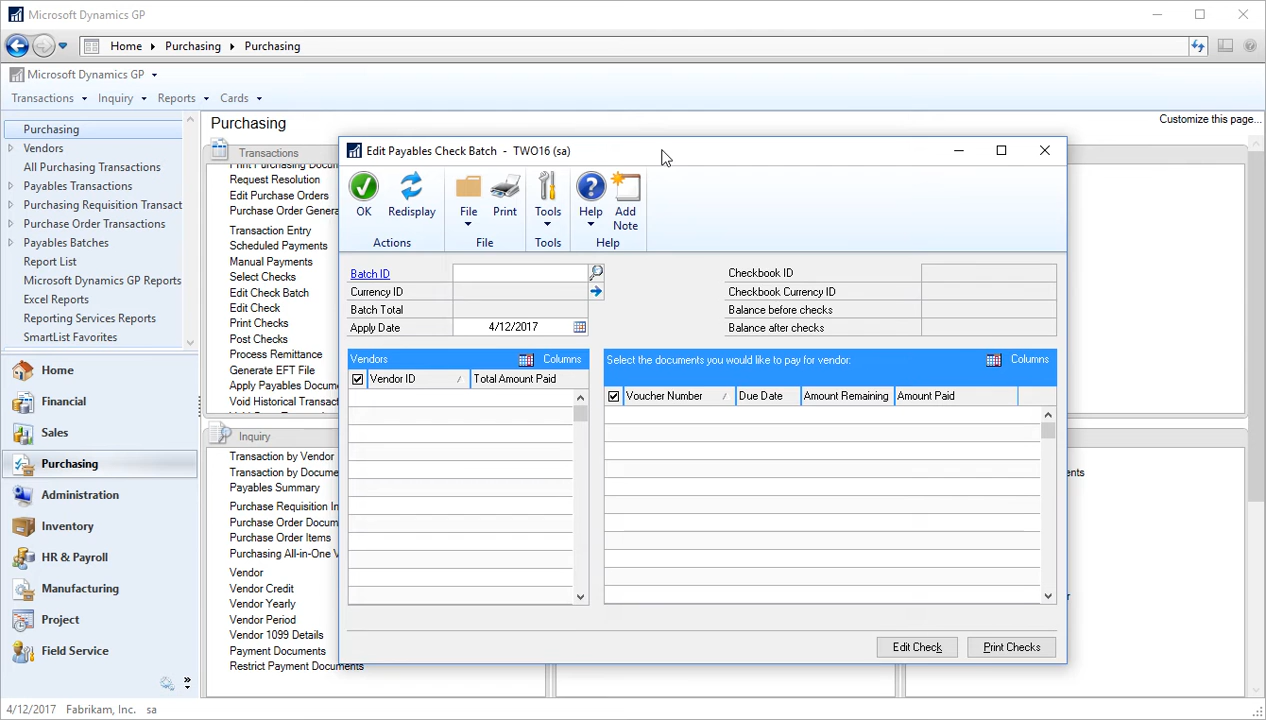 Microsoft Dynamics GP
Home
Purchasing
Purchasing
Microsoft Dynamics GP
Transactions
Inquiry
Reports
Cards
Purchasing
Vendors
All Purchasing Transactions
Payables Transactions
Purchasing Requisition Transact
Purchase Order Transactions
Payables Batches
Report List
Microsoft Dynamics GP Reports
Excel Reports
Reporting Services Reports
SmartList Favorites
Home
Financial
Sales
Purchasing
Administration
Inventory
HR & Payroll
Manufacturing
Project
Field Service
»
Purchasing
Customize this page...
Transactions
Request Resolution
Edit Purchase Orders
Purchase Order Genera
Transaction Entry
Scheduled Payments
Manual Payments
Select Checks
Edit Check Batch
Edit Check
Print Checks
Post Checks
Process Remittance
Generate EFT File
Apply Payables Docume
Void Historical Transact
Inquiry
Transaction by Vendor
Transaction by Docume
Payables Summary
Purchase Requisition In
Purchase Order Docum
Purchase Order Items
Purchasing All-in-One V
Vendor
Vendor Credit
Vendor Yearly
Vendor Period
Vendor 1099 Details
Payment Documents
Restrict Payment Documents
ents
Edit Payables Check Batch - TWO16 (sa)
OK
Redisplay
File
Print
Tools
Help
Add Note
Actions
File
Tools
Help
Batch ID
Currency ID
Batch Total
Apply Date
4/12/2017
Checkbook ID
Checkbook Currency ID
Balance before checks
Balance after checks
Vendors
Columns
Vendor ID
Total Amount Paid
Select the documents you would like to pay for vendor:
Columns
Voucher Number
Due Date
Amount Remaining
Amount Paid
Edit Check
Print Checks
4/12/2017
Fabrikam, Inc.
sa